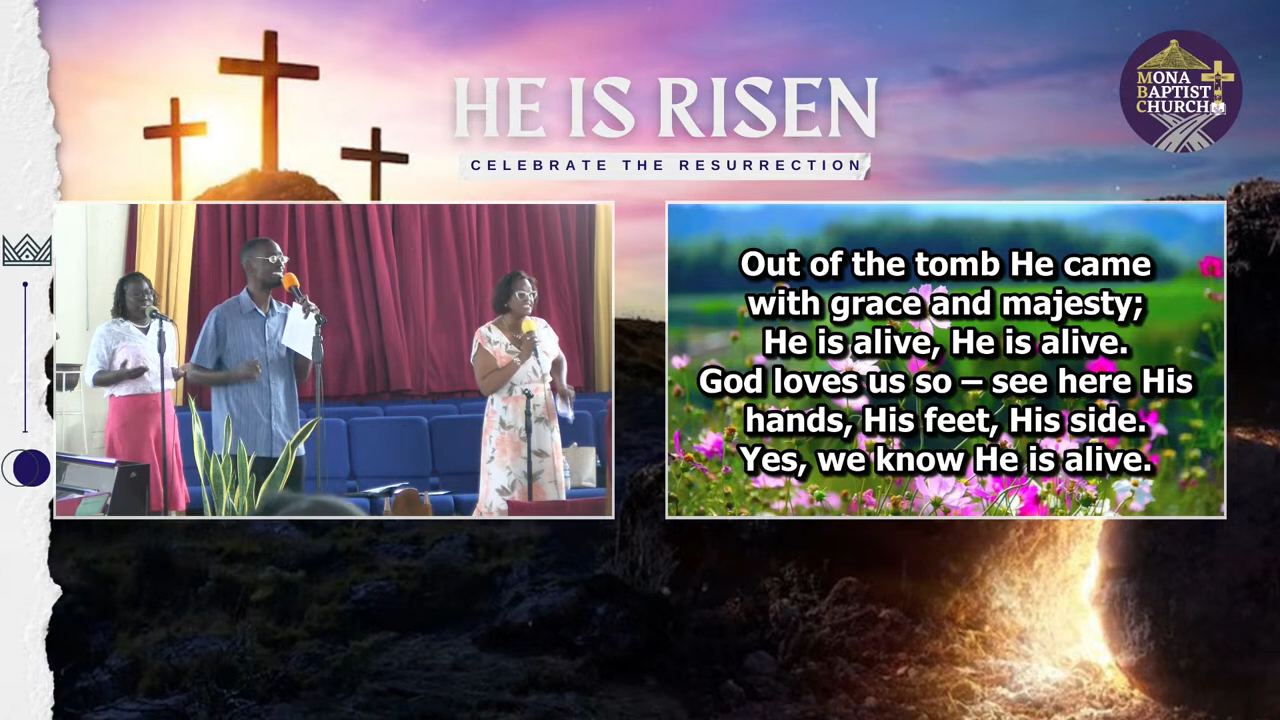 HE IS RISEN
CELEBRATE THE RESURRECTION
MONA
BAPTIST
CHURCH
Out of the tomb He came
with grace and majesty;
He is alive, He is alive.
God loves us so – see here His
hands, His feet, His side.
Yes, we know He is alive.